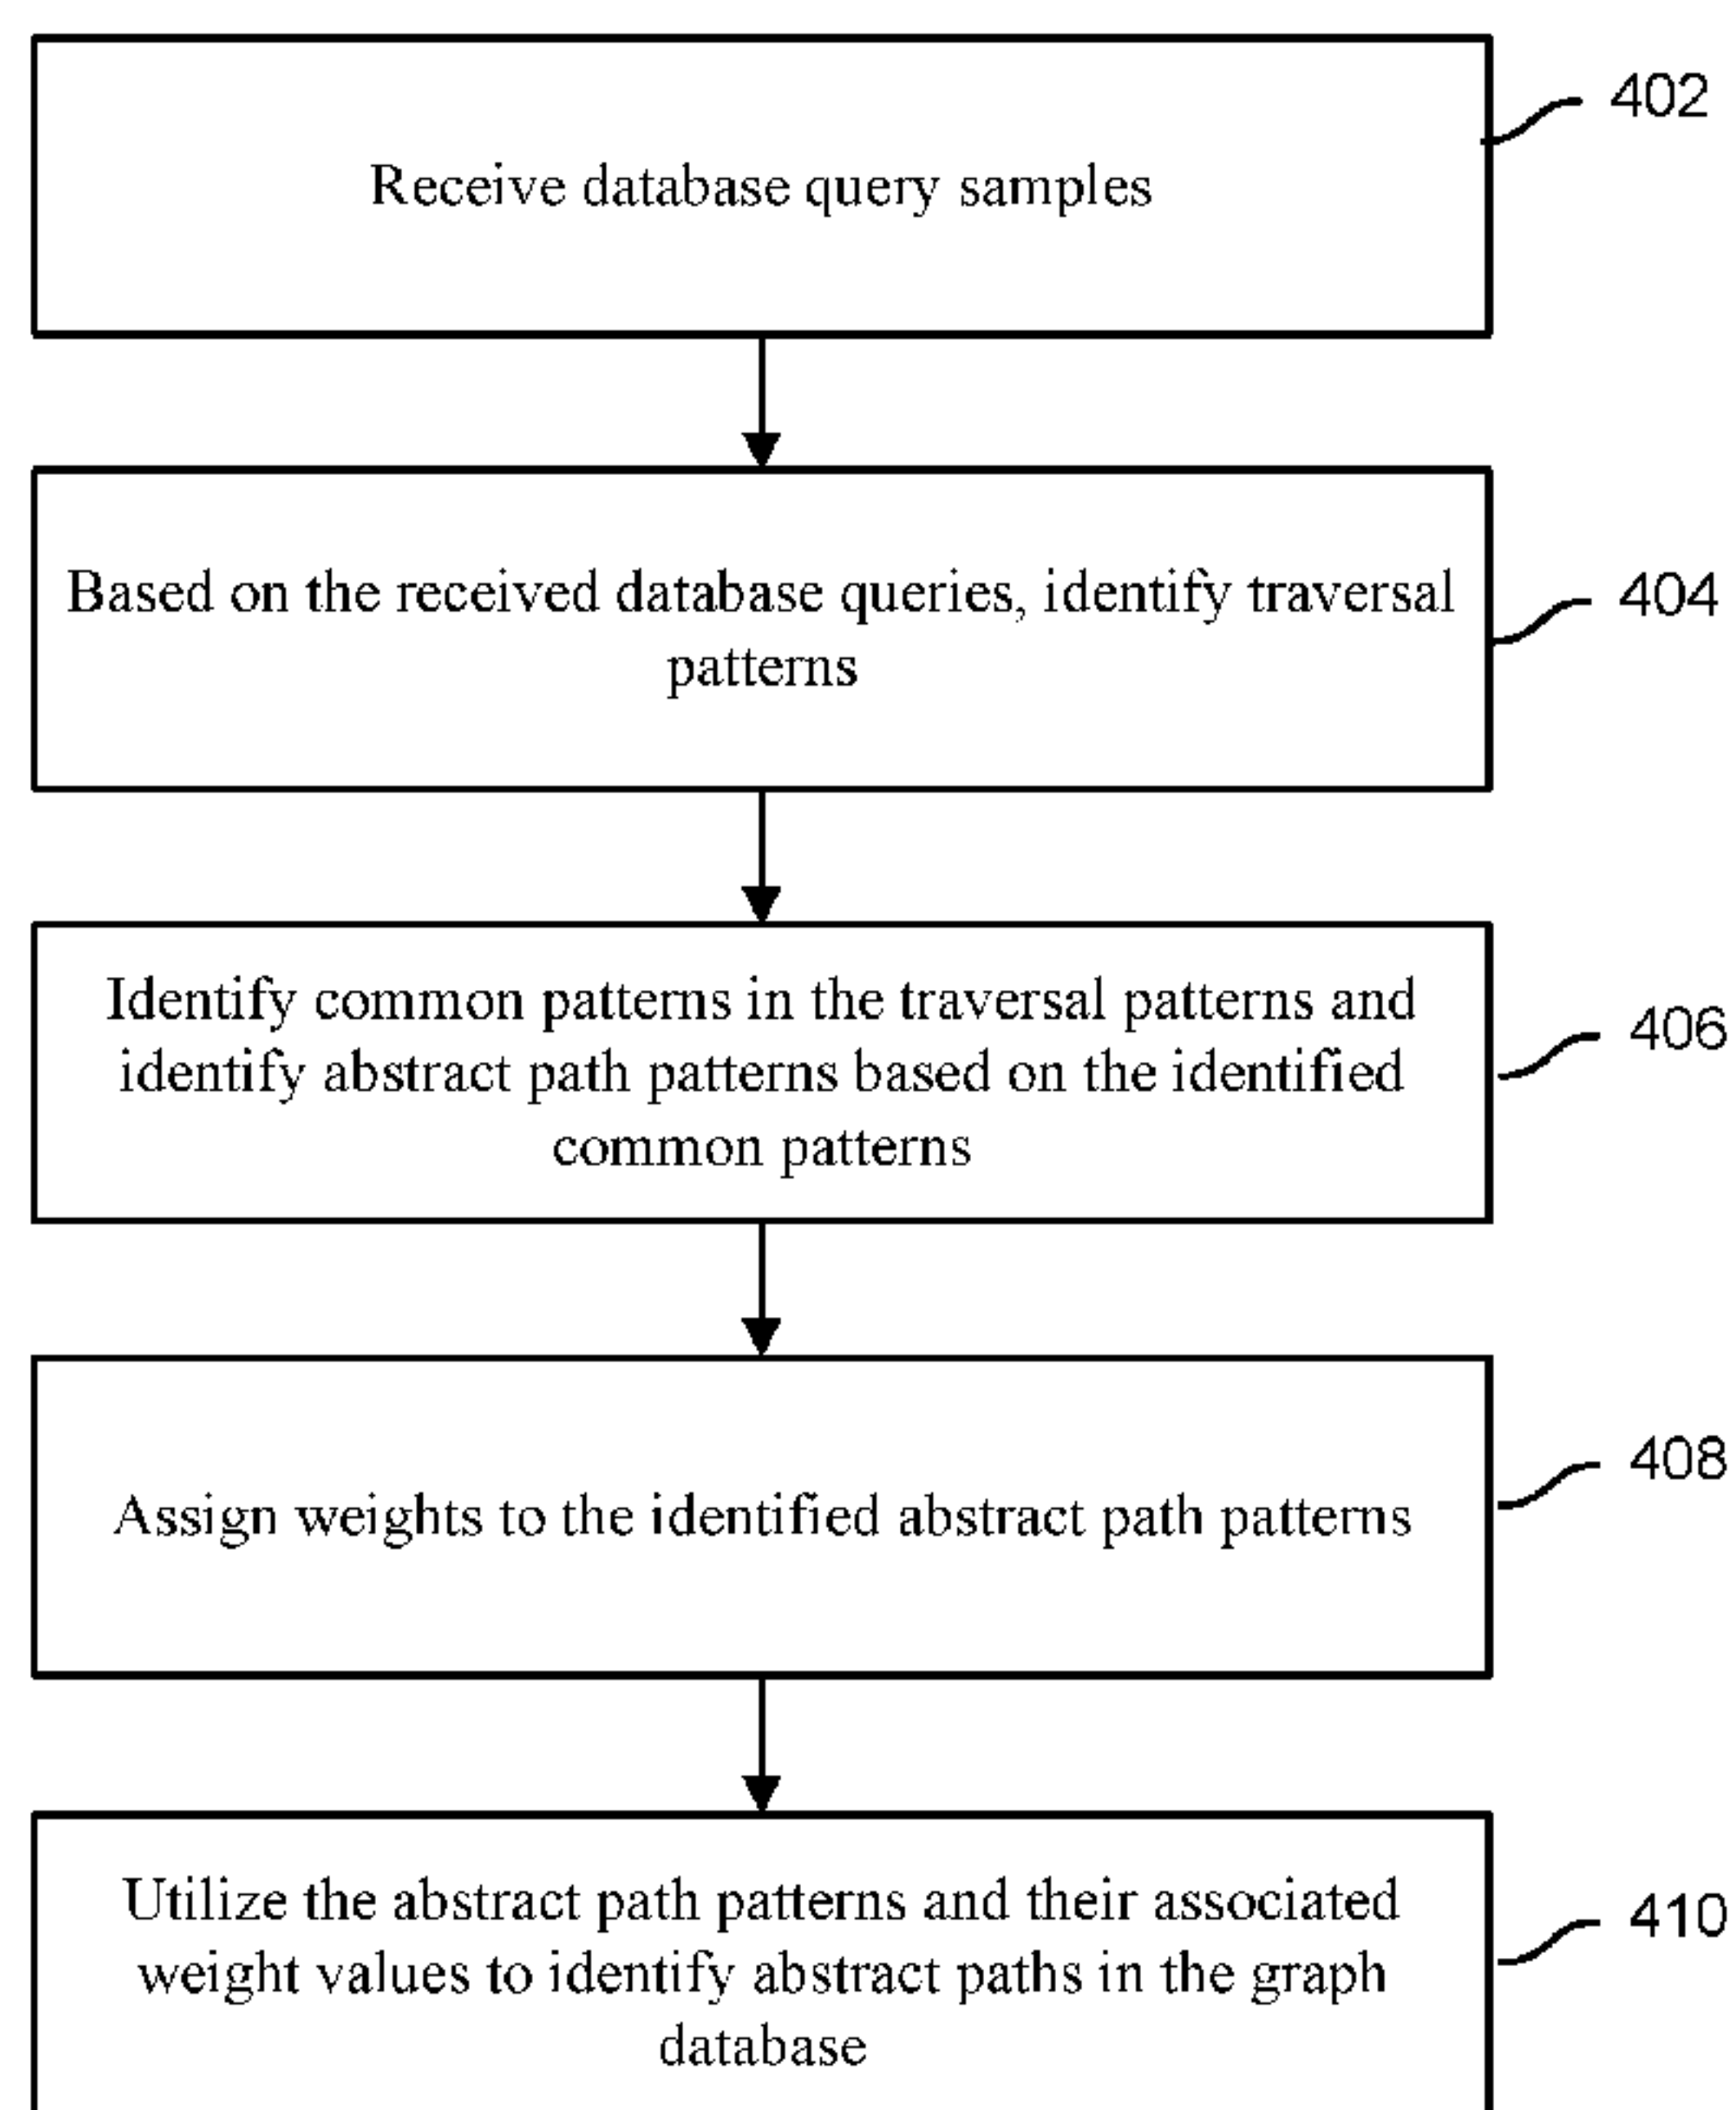 402
Receive database query samples
Based on the received database queries, identify traversal
patterns
404
Identify common patterns in the traversal patterns and
identify abstract path patterns based on the identified
common patterns
406
Assign weights to the identified abstract path patterns
408
Utilize the abstract path patterns and their associated
weight values to identify abstract paths in the graph
database
410